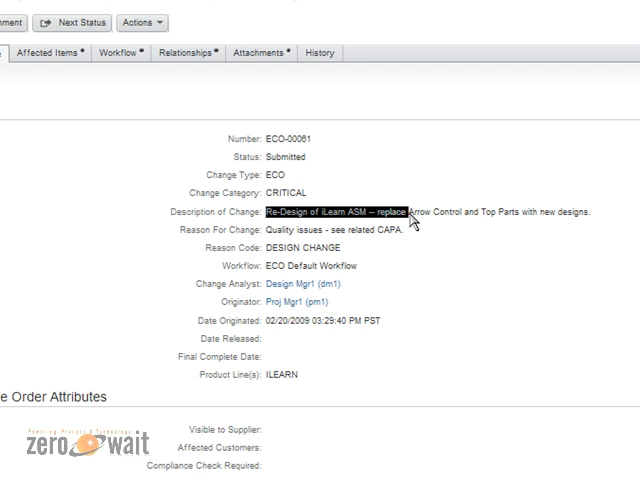 nment Next Status Actions
e Affected Items Workflow Relationships Attachments History
Number: ECO-00061
Status: Submitted
Change Type: ECO
Change Category: CRITICAL
Description of Change: Re-Design of iLearn ASM -- replace Arrow Control and Top Parts with new designs.
Reason For Change: Quality issues - see related CAPA.
Reason Code: DESIGN CHANGE
Workflow: ECO Default Workflow
Change Analyst: Design Mgr1 (dm1)
Originator: Proj Mgr1 (pm1)
Date Originated: 02/20/2009 03:29:40 PM PST
Date Released:
Final Complete Date:
Product Line(s): ILEARN
e Order Attributes
Visible to Supplier:
Affected Customers:
Compliance Check Required:
Powering Process & Technology
zero wait